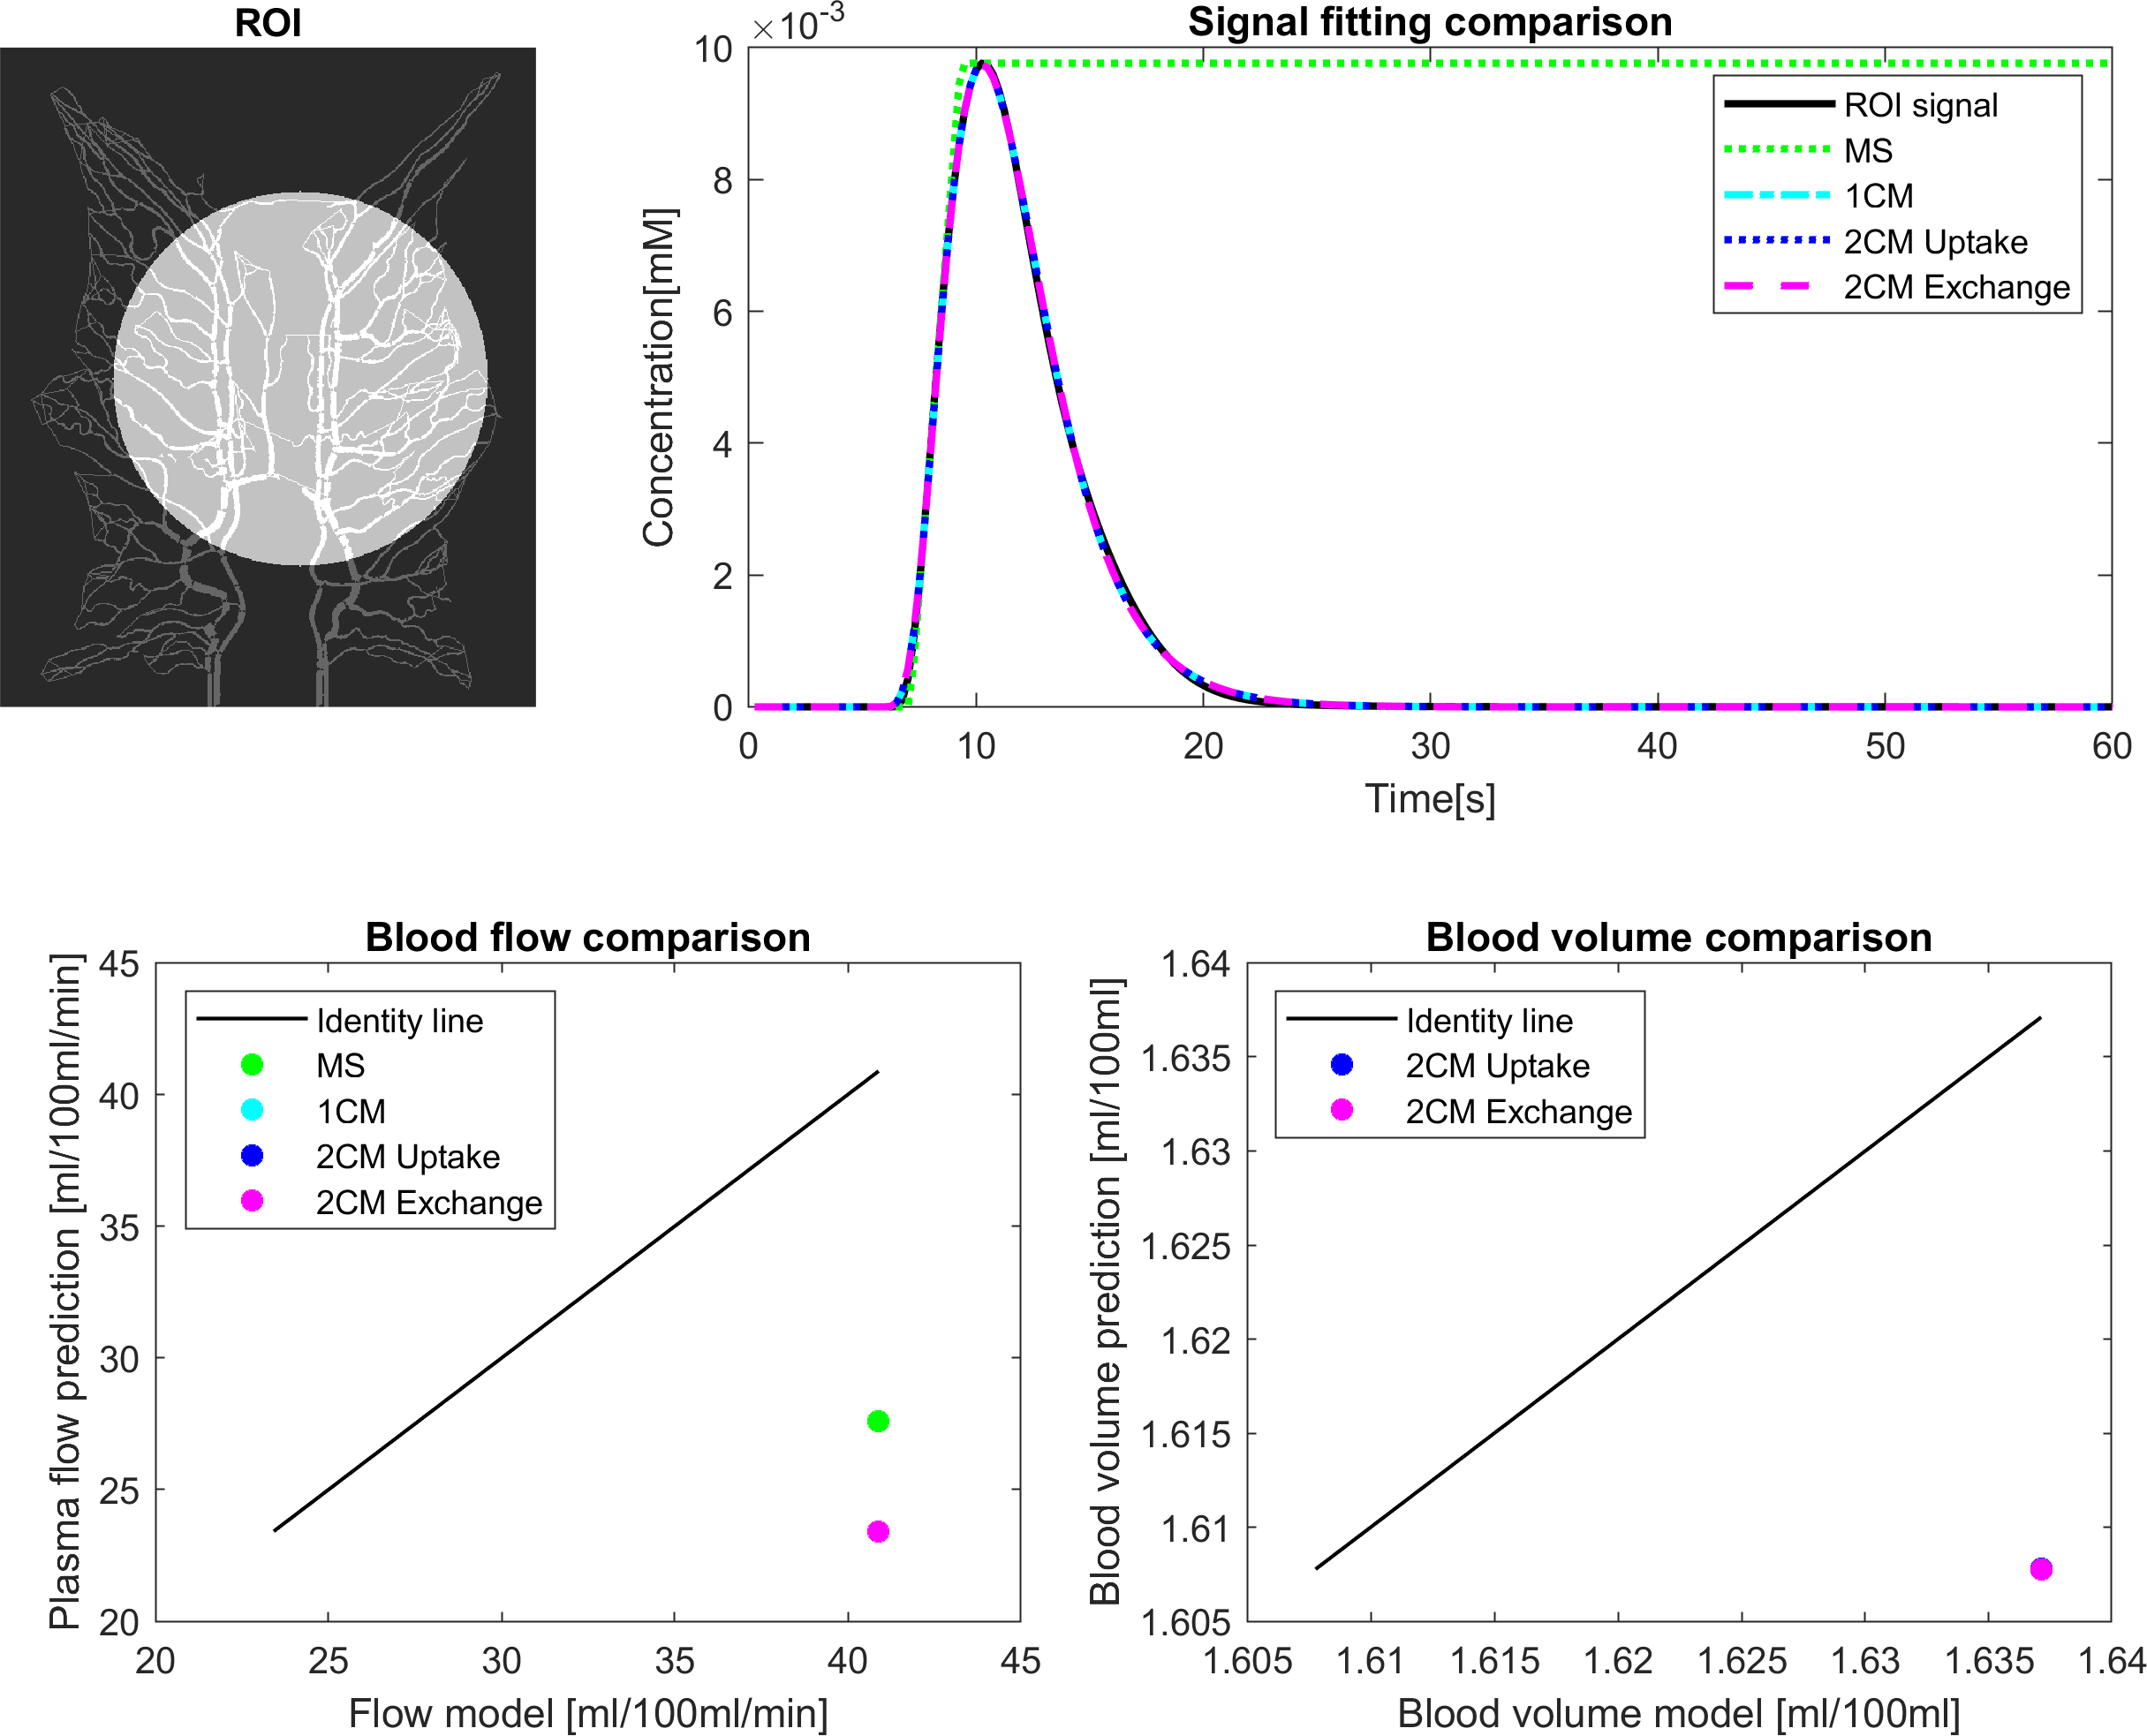 ROI
Signal fitting comparison
×10-3
10
8
6
4
2
0
Concentration[mM]
0 10 20 30 40 50 60
Time[s]
ROI signal
MS
1CM
2CM Uptake
2CM Exchange
Blood flow comparison
45
40
35
30
25
20
Plasma flow prediction [ml/100ml/min]
20 25 30 35 40 45
Flow model [ml/100ml/min]
Identity line
MS
1CM
2CM Uptake
2CM Exchange
Blood volume comparison
1.64
1.635
1.63
1.625
1.62
1.615
1.61
1.605
Blood volume prediction [ml/100ml]
1.605 1.61 1.615 1.62 1.625 1.63 1.635 1.64
Blood volume model [ml/100ml]
Identity line
2CM Uptake
2CM Exchange